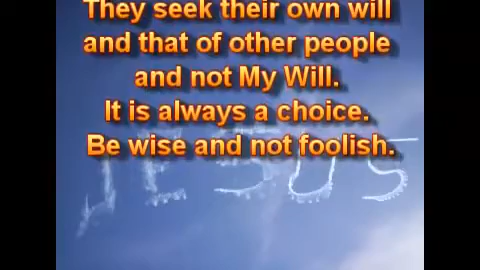 They seek their own will
and that of other people
and not My Will.
It is always a choice.
Be wise and not foolish.
JESUS